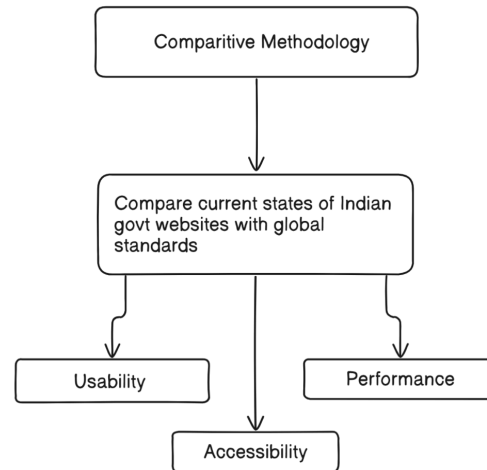 Comparitive Methodology
Compare current states of Indian
govt websites with global
standards
Usability
Performance
Accessibility